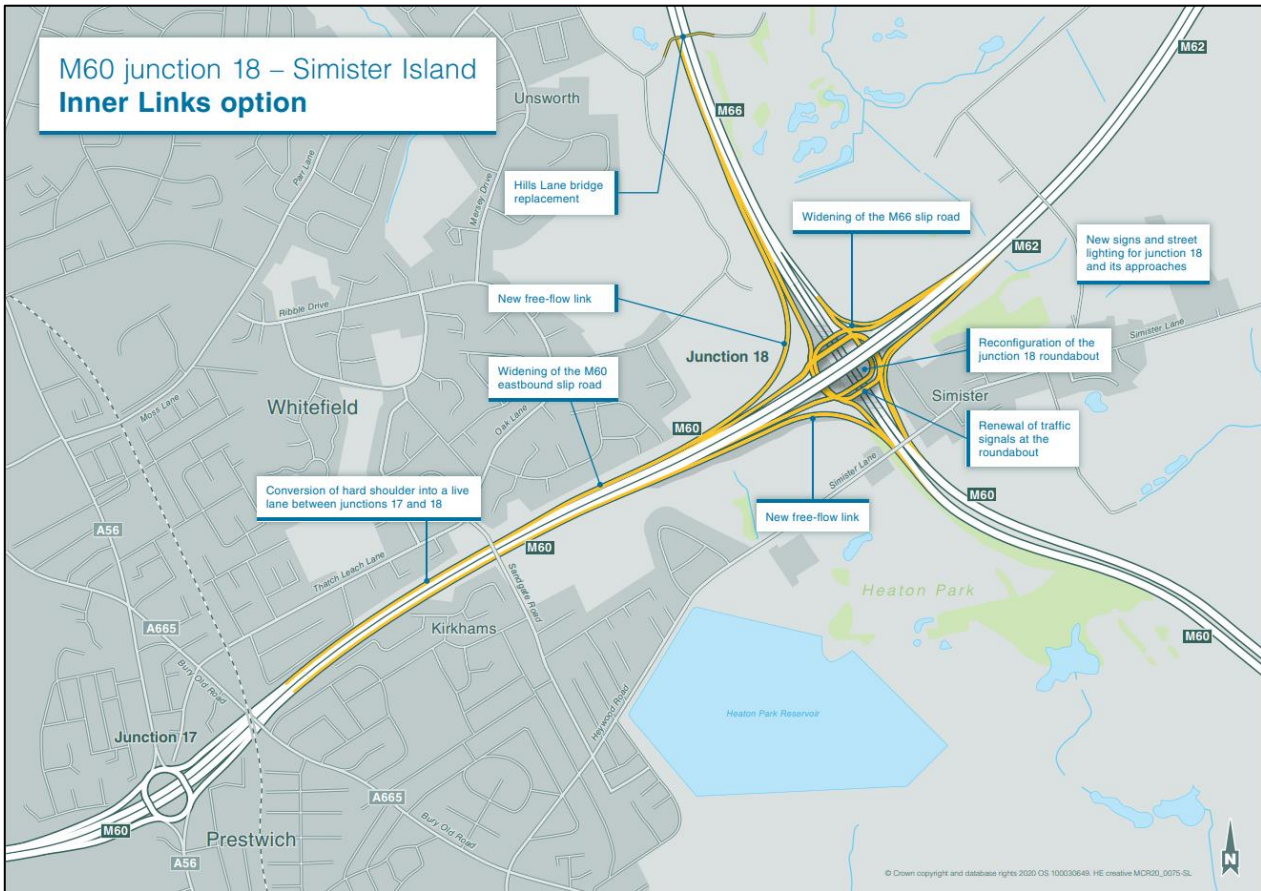 M60 junction 18 – Simister Island
Inner Links option
Unsworth
M62
M66
Parr Lane
Mersey Drive
Hills Lane bridge
replacement
Widening of the M66 slip road
M62
New signs and street
lighting for junction 18
and its approaches
New free-flow link
Ribble Drive
Simister Lane
Junction 18
Reconfiguration of the
junction 18 roundabout
Widening of the M60
eastbound slip road
Simister
Moss Lane
Whitefield
Oak Lane
M60
Renewal of traffic
signals at the
roundabout
Simister Lane
Conversion of hard shoulder into a live
lane between junctions 17 and 18
M60
New free-flow link
A56
M60
Thatch Leach Lane
Sandgate Road
Heaton Park
A665
Kirkhams
M60
Bury Old Road
Heywood Road
Heaton Park Reservoir
Junction 17
A665
Bury Old Road
M60
Prestwich
A56
N
© Crown copyright and database rights 2020 OS 100030649. HE creative MCR20_0075-SL